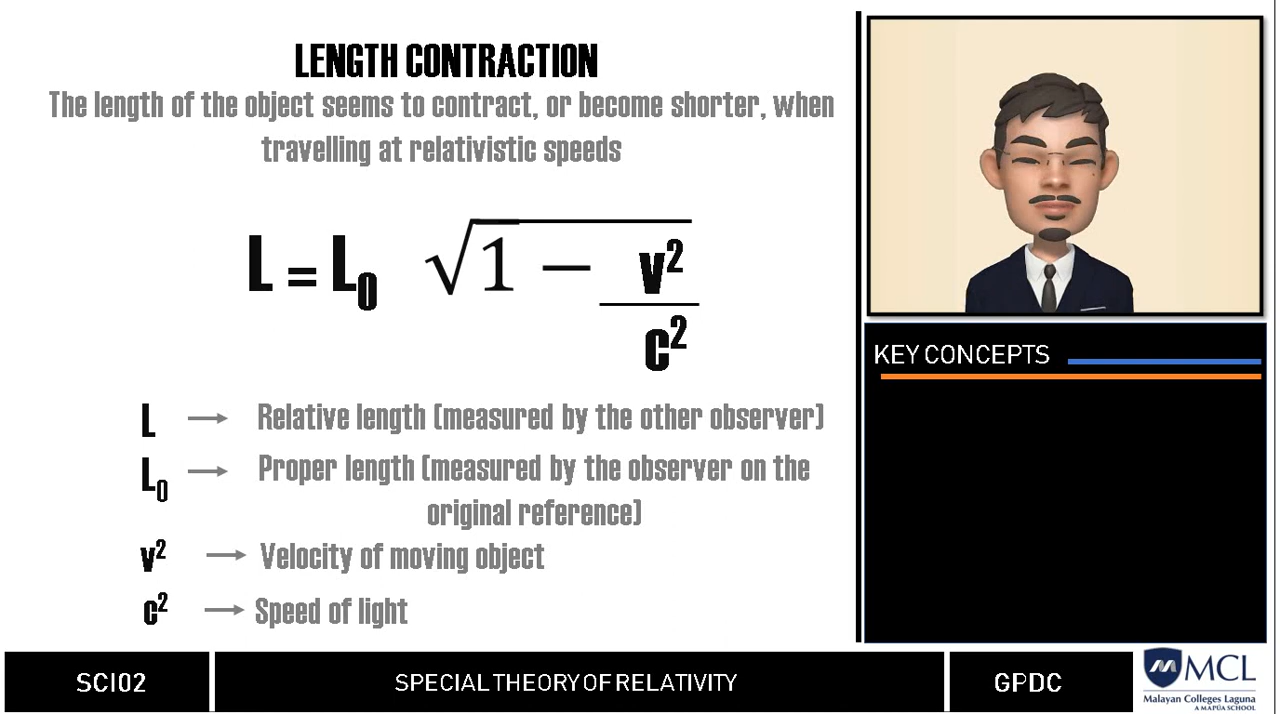 LENGTH CONTRACTION
The length of the object seems to contract, or become shorter, when
travelling at relativistic speeds
L = L₀ √1 − v²
c²
L → Relative length (measured by the other observer)
L₀ → Proper length (measured by the observer on the
original reference)
v² → Velocity of moving object
c² → Speed of light
KEY CONCEPTS
SCI02
SPECIAL THEORY OF RELATIVITY
GPDC
MCL
Malayan Colleges Laguna
A MAPÚA SCHOOL